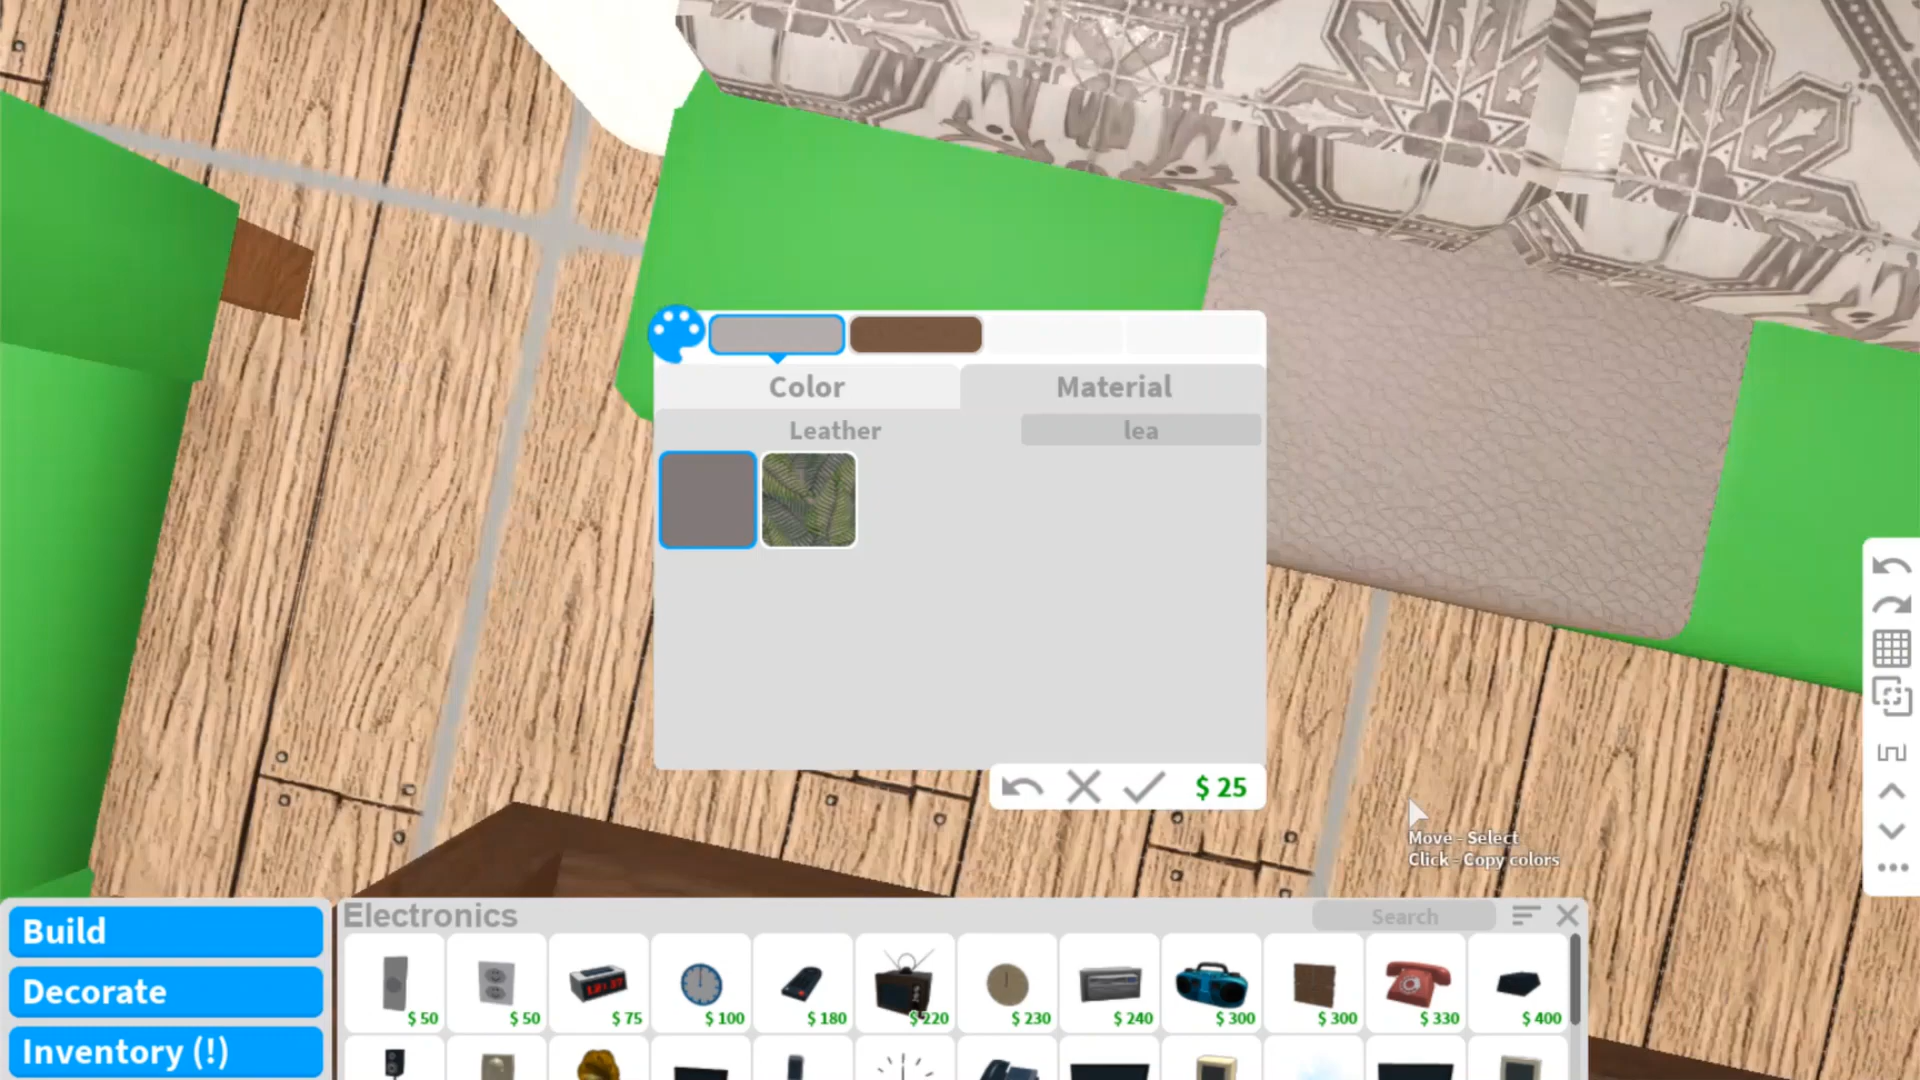 Color
Material
Leather
lea
$ 25
Move - Select
Click - Copy colors
Build
Decorate
Inventory (!)
Electronics
Search
$ 50
$ 50
$ 75
$ 100
$ 180
$ 220
$ 230
$ 240
$ 300
$ 300
$ 330
$ 400